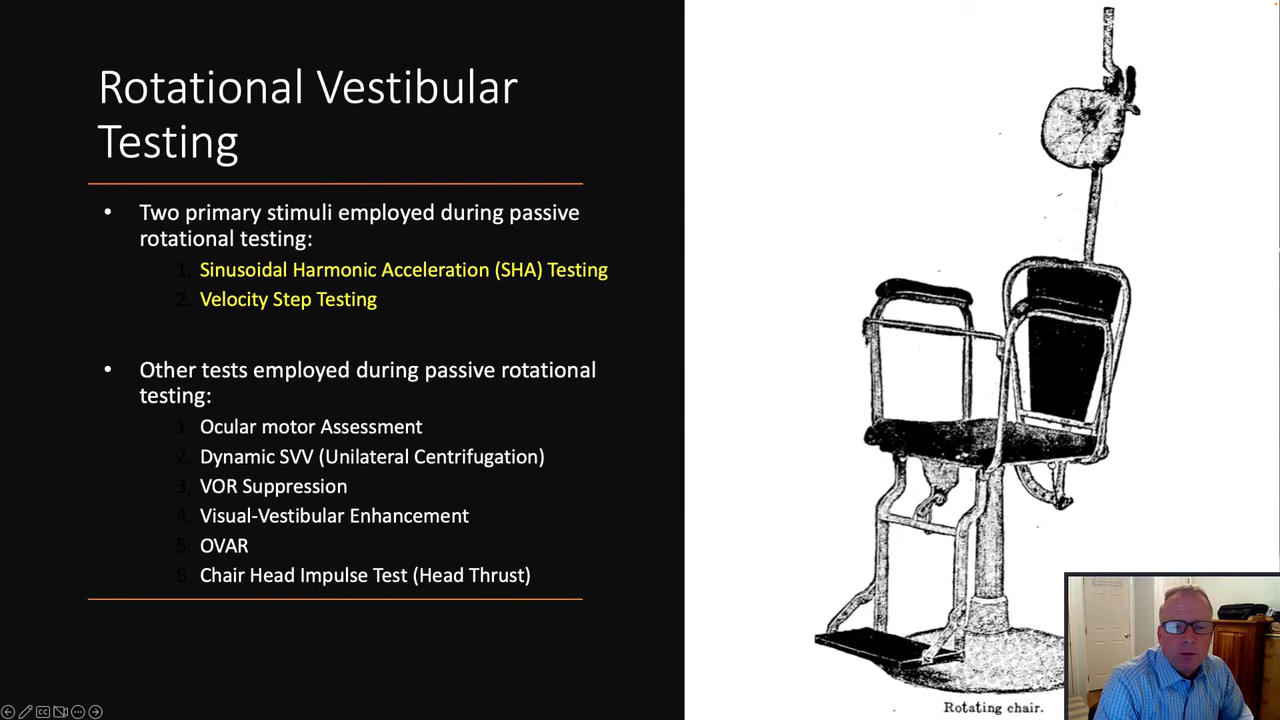 Rotational Vestibular
Testing
• Two primary stimuli employed during passive
rotational testing:
1. Sinusoidal Harmonic Acceleration (SHA) Testing
2. Velocity Step Testing
• Other tests employed during passive rotational
testing:
1. Ocular motor Assessment
2. Dynamic SVV (Unilateral Centrifugation)
3. VOR Suppression
4. Visual-Vestibular Enhancement
5. OVAR
6. Chair Head Impulse Test (Head Thrust)
Rotating chair.